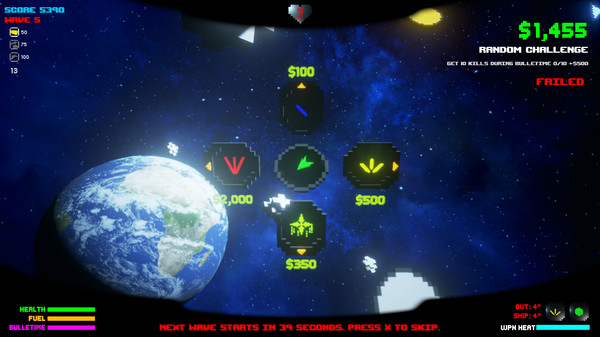 SCORE 5390
WAVE 5
50
75
100
13
?
$1,455
RANDOM CHALLENGE
GET 10 KILLS DURING BULLETIME 0/10 +$500
FAILED
$100
$2,000
$500
$350
HEALTH
FUEL
BULLETIME
NEXT WAVE STARTS IN 39 SECONDS. PRESS X TO SKIP.
OUT: 4°
SHIP: 4°
WPN HEAT